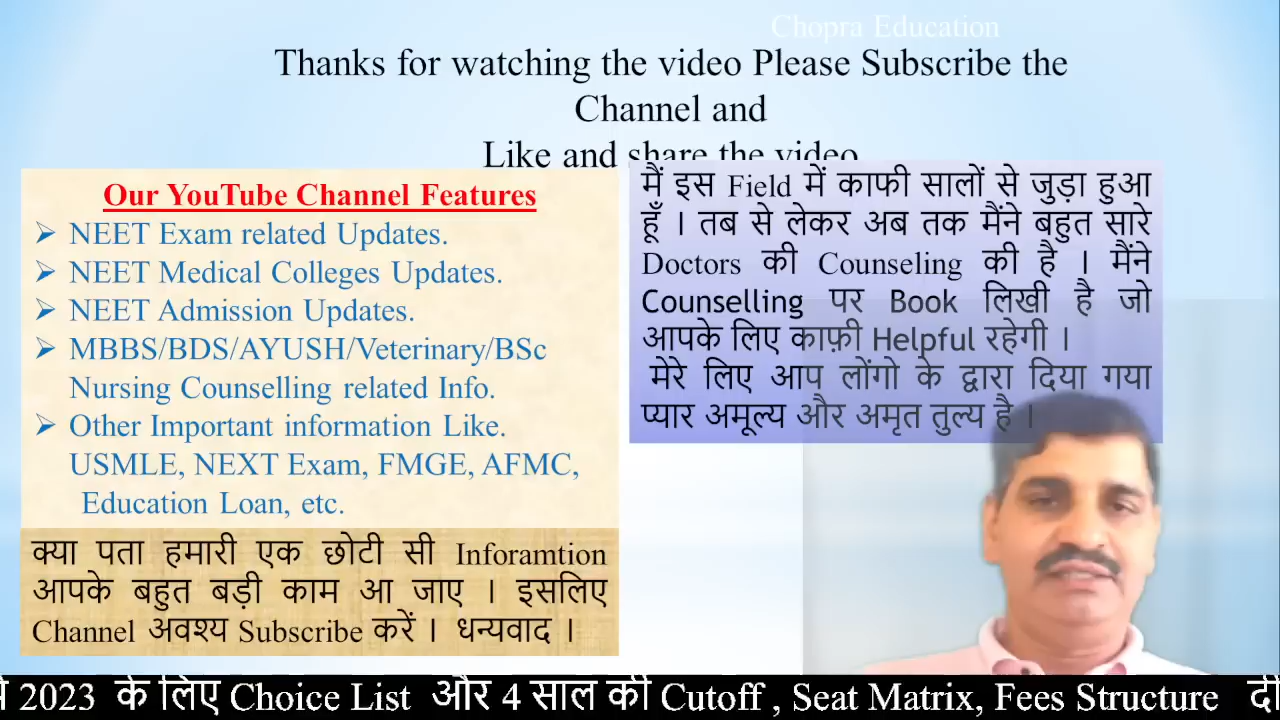 Chopra Education
Thanks for watching the video Please Subscribe the
Channel and
Like and share the video
Our YouTube Channel Features
NEET Exam related Updates.
NEET Medical Colleges Updates.
NEET Admission Updates.
MBBS/BDS/AYUSH/Veterinary/BSc
Nursing Counselling related Info.
Other Important information Like.
USMLE, NEXT Exam, FMGE, AFMC,
Education Loan, etc.
क्या पता हमारी एक छोटी सी Inforamtion
आपके बहुत बड़ी काम आ जाए । इसलिए
Channel अवश्य Subscribe करें । धन्यवाद ।
मैं इस Field में काफी सालों से जुड़ा हुआ
हूँ । तब से लेकर अब तक मैंने बहुत सारे
Doctors की Counseling की है । मैंने
Counselling पर Book लिखी है जो
आपके लिए काफ़ी Helpful रहेगी ।
मेरे लिए आप लोंगो के द्वारा दिया गया
प्यार अमूल्य और अमृत तुल्य है ।
2023 के लिए Choice List और 4 साल की Cutoff , Seat Matrix, Fees Structure